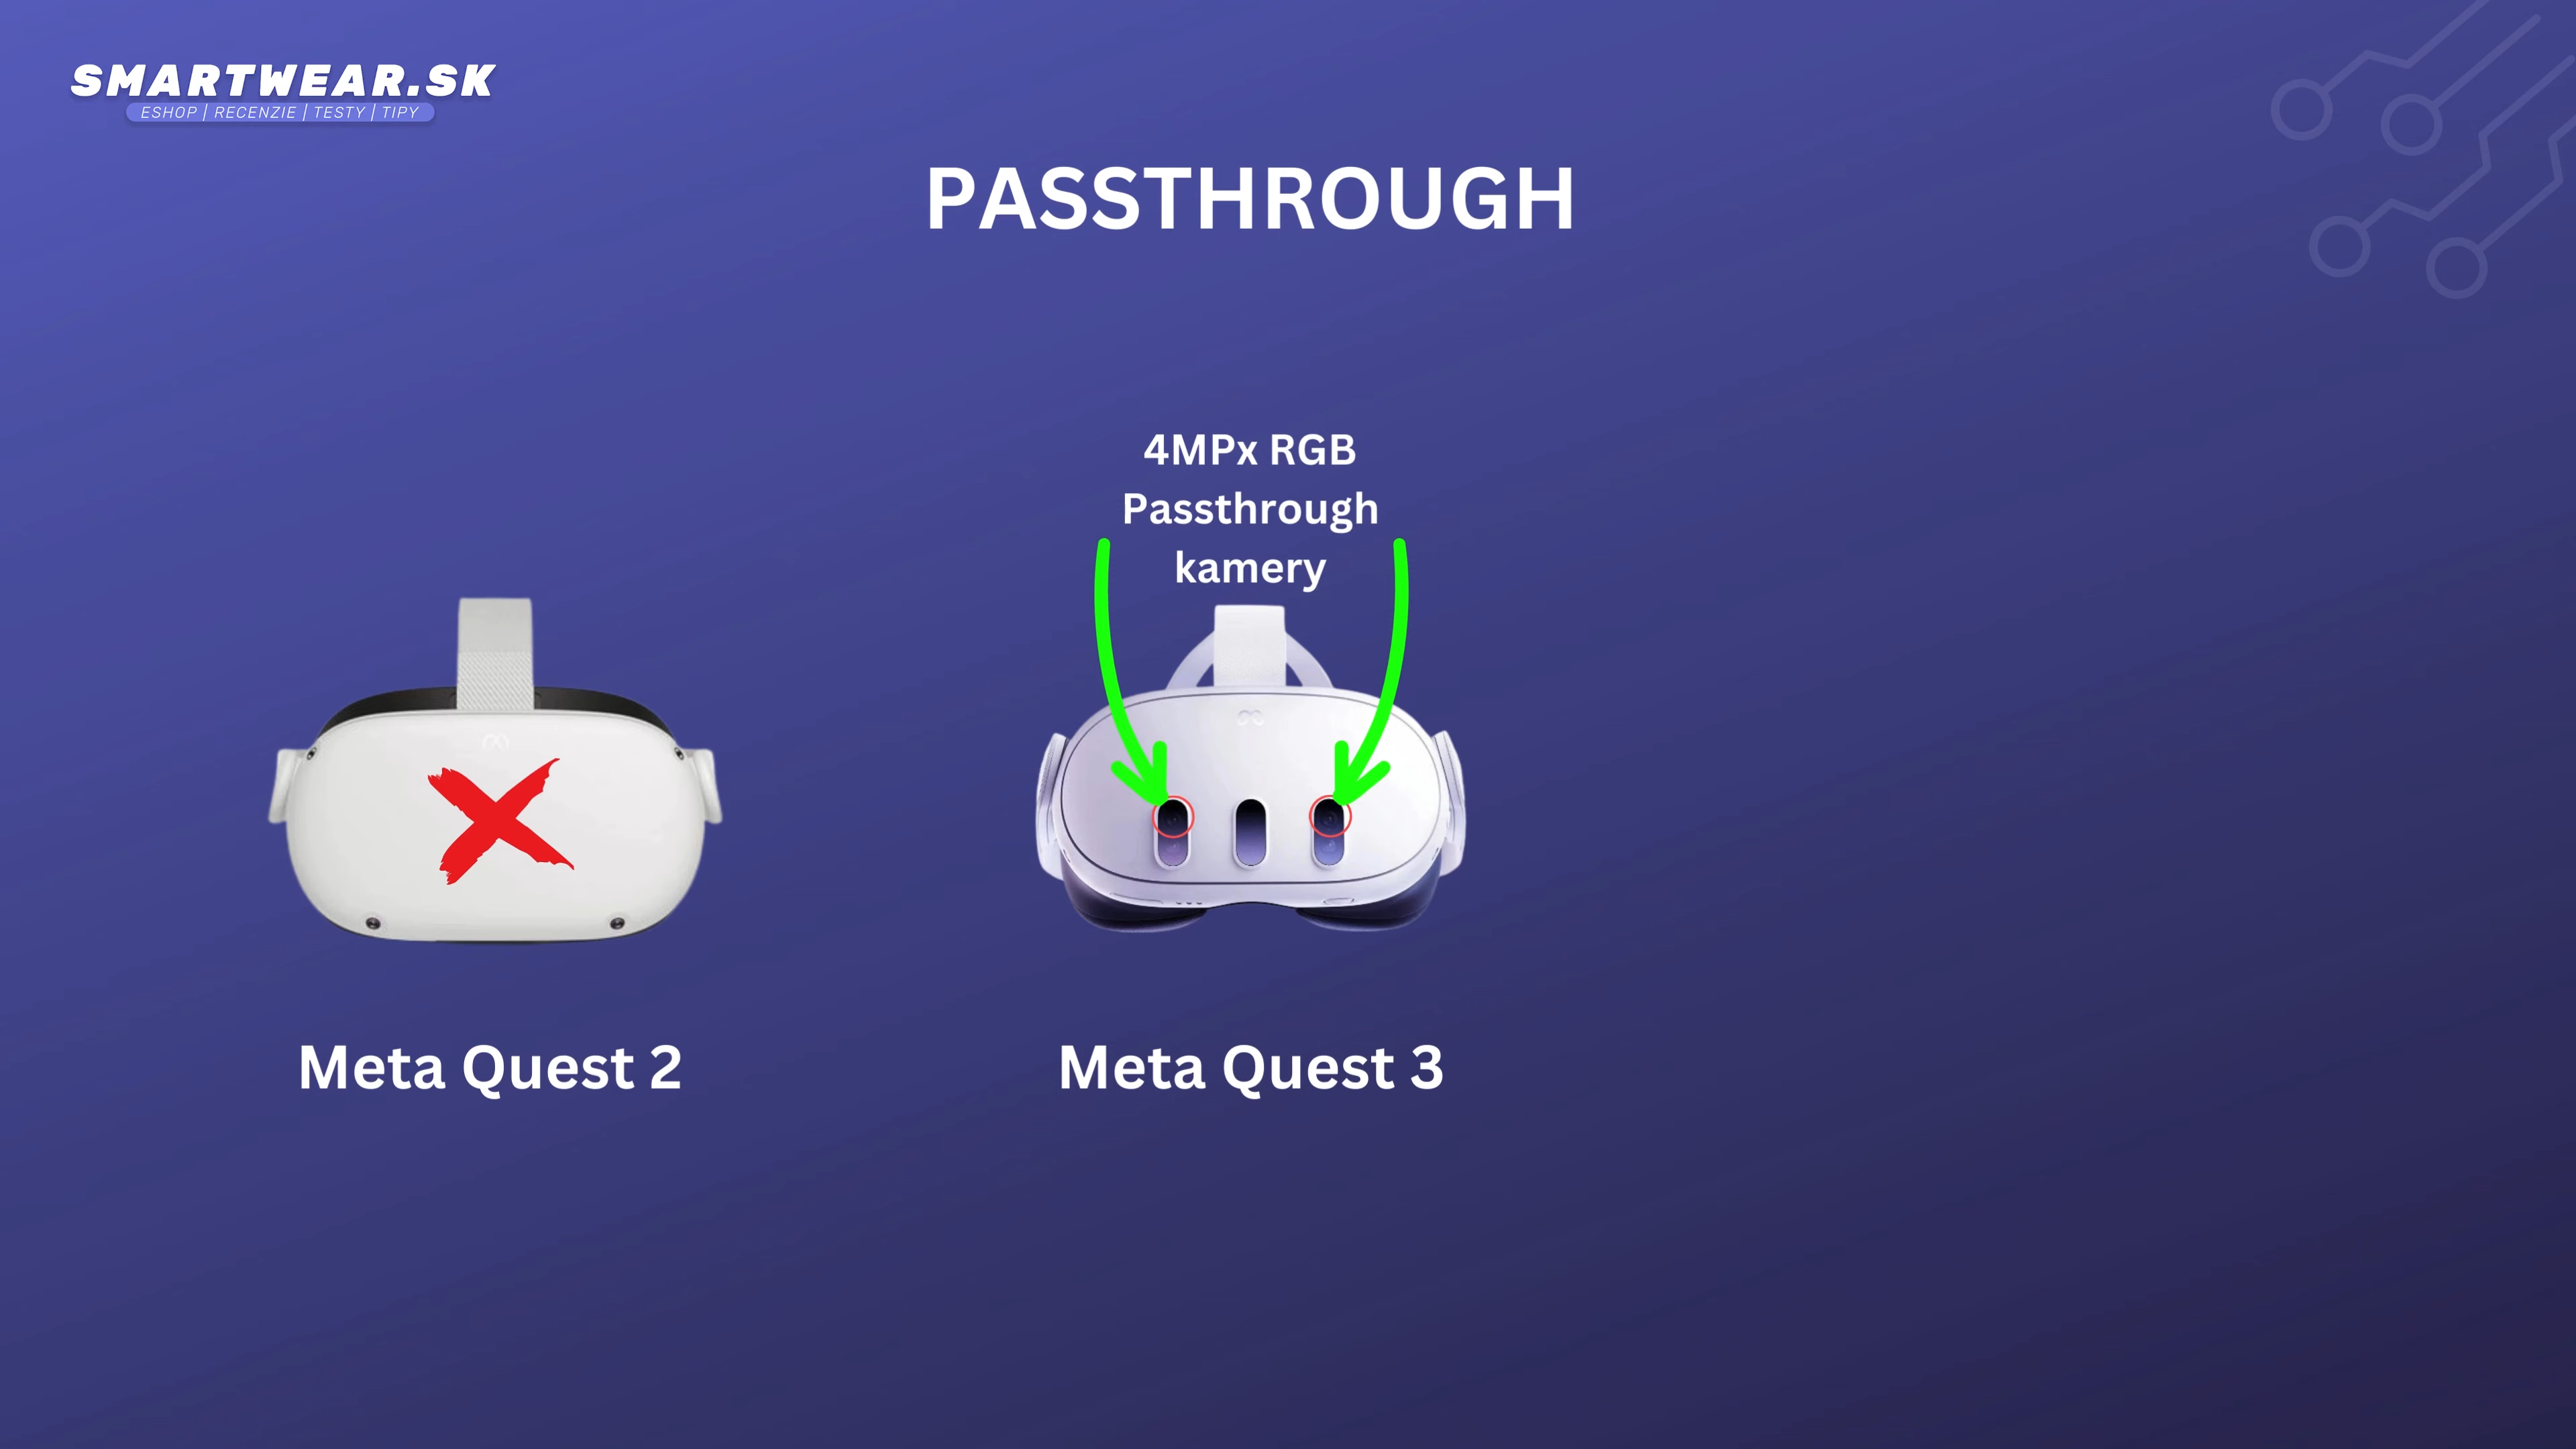 SMARTWEAR.SK
ESHOP | RECENZIE | TESTY | TIPY
PASSTHROUGH
4MPx RGB
Passthrough
kamery
Meta Quest 2
Meta Quest 3